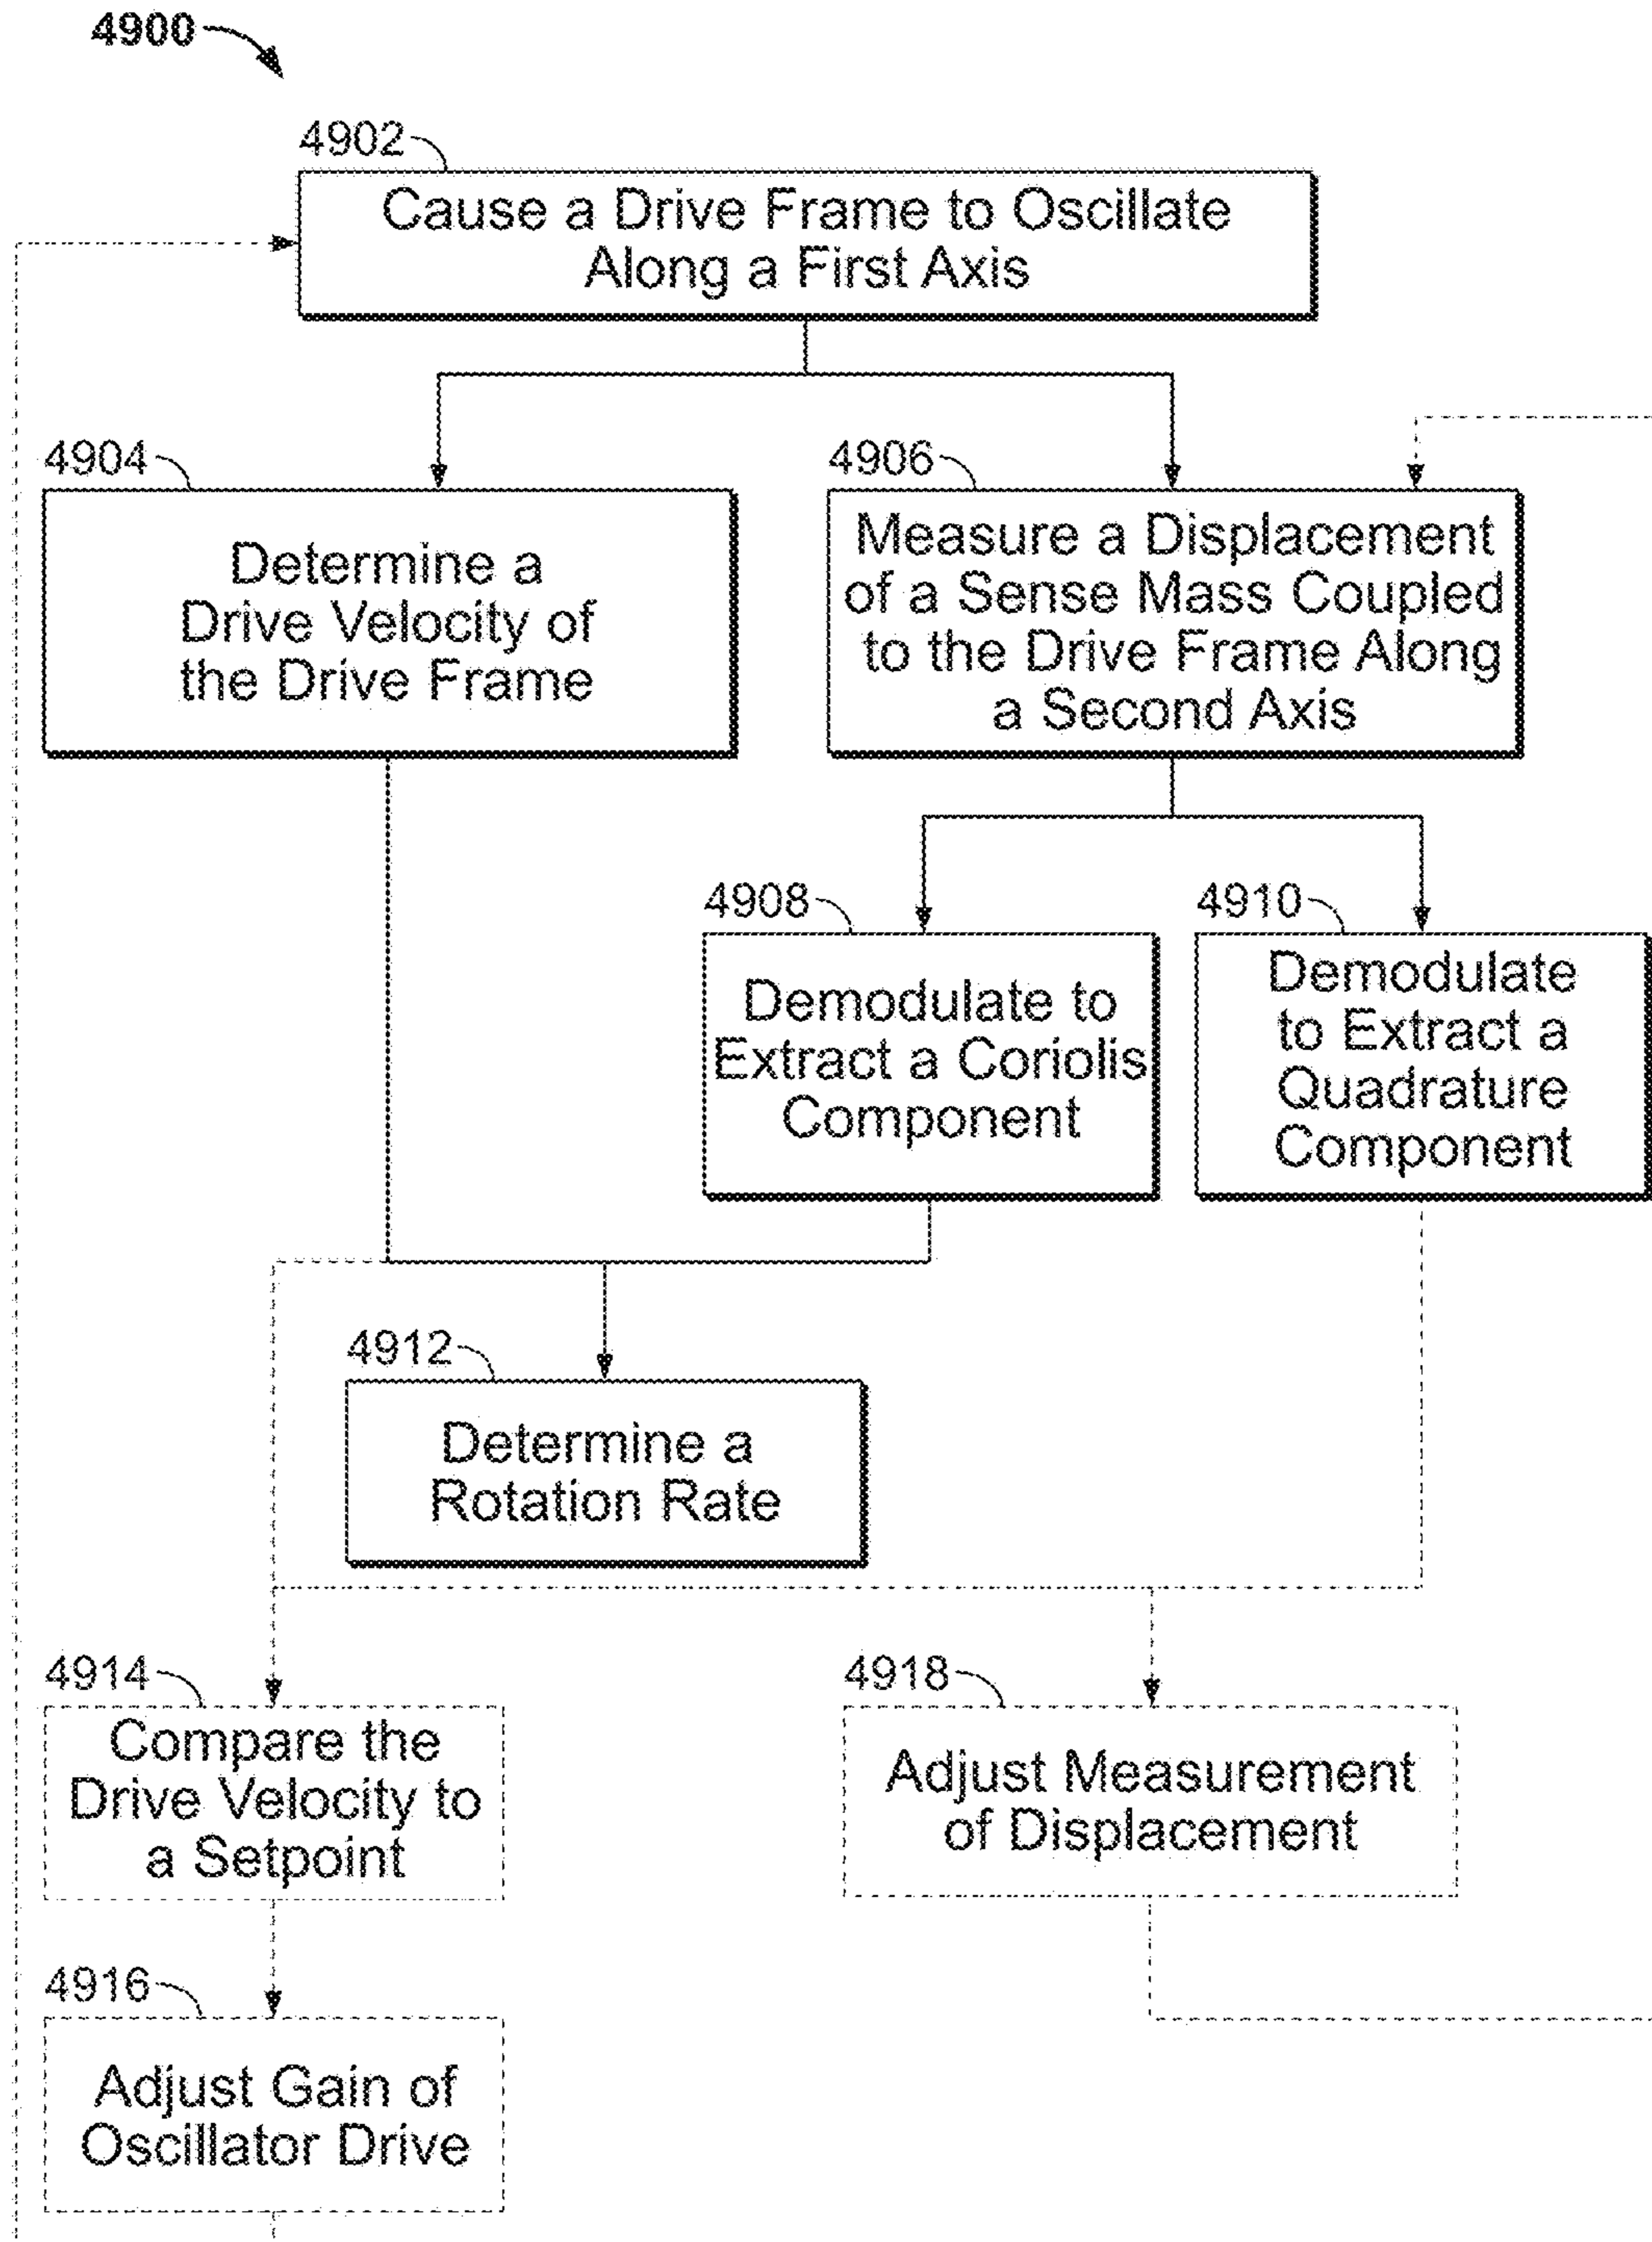 4900
4902
Cause a Drive Frame to Oscillate
Along a First Axis
4904
Determine a
Drive Velocity of
the Drive Frame
4906
Measure a Displacement
of a Sense Mass Coupled
to the Drive Frame Along
a Second Axis
4908
Demodulate to
Extract a Coriolis
Component
4910
Demodulate
to Extract a
Quadrature
Component
4912
Determine a
Rotation Rate
4914
Compare the
Drive Velocity to
a Setpoint
4918
Adjust Measurement
of Displacement
4916
Adjust Gain of
Oscillator Drive